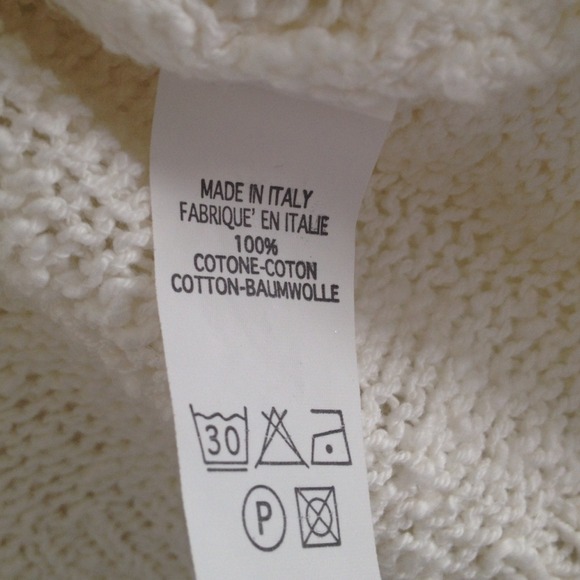 MADE IN ITALY
FABRIQUE' EN ITALIE
100%
COTONE-COTON
COTTON-BAUMWOLLE
30
P